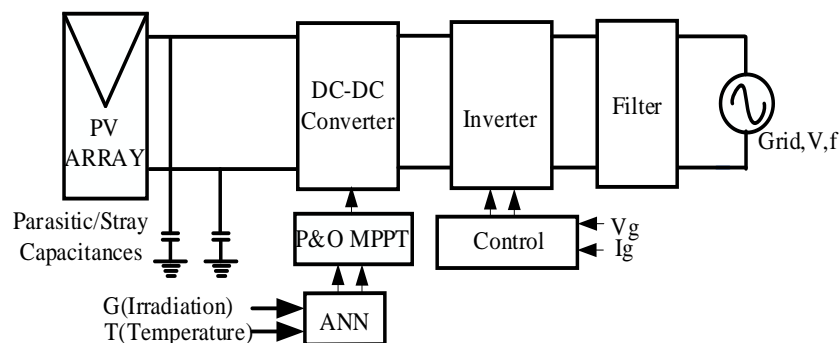 PV
ARRAY
DC-DC
Converter
Inverter
Filter
Grid,V,f
Parasitic/Stray
Capacitances
P&O MPPT
Control
Vg
Ig
G(Irradiation)
T(Temperature)
ANN